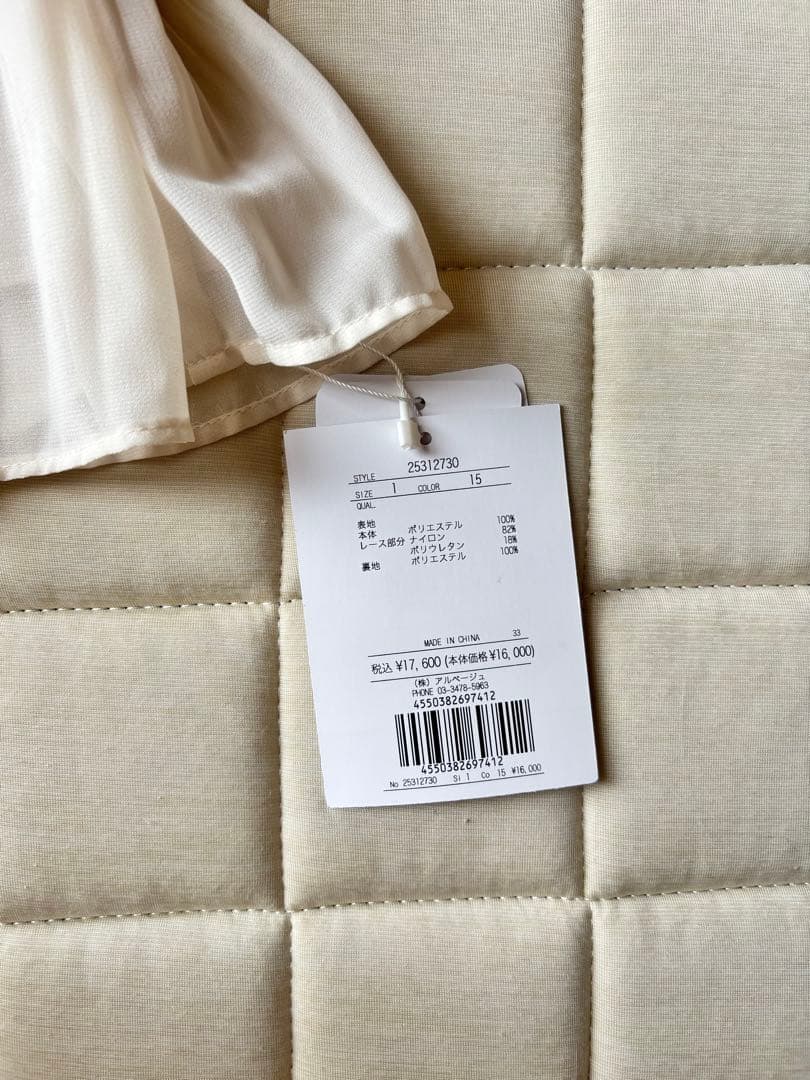 STYLE 25312730
SIZE 1 COLOR 15
QUAL.
表地
本体 ポリエステル 100%
レース部分 ナイロン 82%
ポリウレタン 18%
裏地 ポリエステル 100%
MADE IN CHINA 33
税込 ¥17,600 (本体価格 ¥16,000)
(株) アルページュ
PHONE 03-3478-5963
4550382697412
4550382697412
No 25312730 Si 1 Co 15 ¥16,000